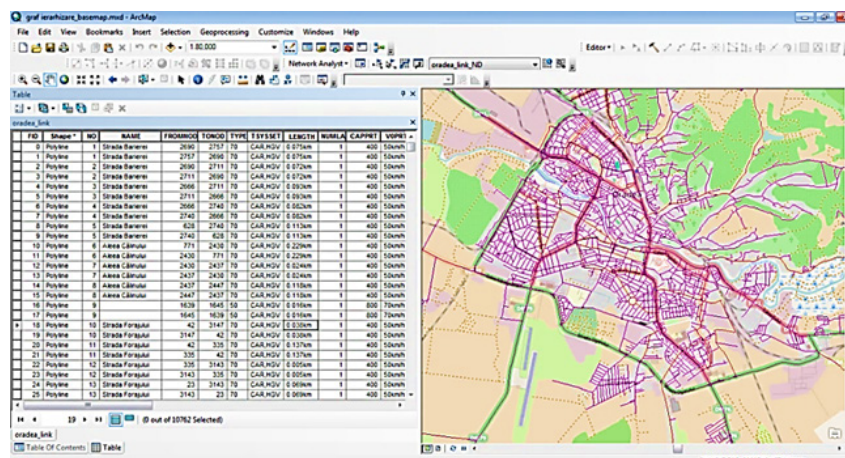 graf ierarhizare_basemap.mxd - ArcMap
File Edit View Bookmarks Insert Selection Geoprocessing Customize Windows Help
1:80,000 Editor
Network Analyst oradea_link_ND
Table
oradea_link
FID Shape * NO NAME FROMNOD TONOD TYPE TSYSSET LENGTH NUMLA CAPPRT VOPRT
0 Polyline 1 Strada Barierei 2690 2757 70 CAR,HGV 0.075km 1 400 50km/h
1 Polyline 1 Strada Barierei 2757 2690 70 CAR,HGV 0.075km 1 400 50km/h
2 Polyline 2 Strada Barierei 2690 2711 70 CAR,HGV 0.072km 1 400 50km/h
3 Polyline 2 Strada Barierei 2711 2690 70 CAR,HGV 0.072km 1 400 50km/h
4 Polyline 3 Strada Barierei 2666 2711 70 CAR,HGV 0.093km 1 400 50km/h
5 Polyline 3 Strada Barierei 2711 2666 70 CAR,HGV 0.093km 1 400 50km/h
6 Polyline 4 Strada Barierei 2666 2740 70 CAR,HGV 0.082km 1 400 50km/h
7 Polyline 4 Strada Barierei 2740 2666 70 CAR,HGV 0.082km 1 400 50km/h
8 Polyline 5 Strada Barierei 628 2740 70 CAR,HGV 0.113km 1 400 50km/h
9 Polyline 5 Strada Barierei 2740 628 70 CAR,HGV 0.113km 1 400 50km/h
10 Polyline 6 Aleea Călinului 771 2430 70 CAR,HGV 0.229km 1 400 50km/h
11 Polyline 6 Aleea Călinului 2430 771 70 CAR,HGV 0.229km 1 400 50km/h
12 Polyline 7 Aleea Călinului 2430 2437 70 CAR,HGV 0.024km 1 400 50km/h
13 Polyline 7 Aleea Călinului 2437 2430 70 CAR,HGV 0.024km 1 400 50km/h
14 Polyline 8 Aleea Călinului 2437 2447 70 CAR,HGV 0.110km 1 400 50km/h
15 Polyline 8 Aleea Călinului 2447 2437 70 CAR,HGV 0.110km 1 400 50km/h
16 Polyline 9 1639 1645 50 CAR,HGV 0.016km 1 800 70km/h
17 Polyline 9 1645 1639 50 CAR,HGV 0.016km 1 800 70km/h
18 Polyline 10 Strada Forajului 42 3147 70 CAR,HGV 0.038km 1 400 50km/h
19 Polyline 10 Strada Forajului 3147 42 70 CAR,HGV 0.038km 1 400 50km/h
20 Polyline 11 Strada Forajului 42 335 70 CAR,HGV 0.137km 1 400 50km/h
21 Polyline 11 Strada Forajului 335 42 70 CAR,HGV 0.137km 1 400 50km/h
22 Polyline 12 Strada Forajului 335 3143 70 CAR,HGV 0.005km 1 400 50km/h
23 Polyline 12 Strada Forajului 3143 335 70 CAR,HGV 0.005km 1 400 50km/h
24 Polyline 13 Strada Forajului 23 3143 70 CAR,HGV 0.069km 1 400 50km/h
25 Polyline 13 Strada Forajului 3143 23 70 CAR,HGV 0.069km 1 400 50km/h
19 (0 out of 10762 Selected)
oradea_link
Table Of Contents Table